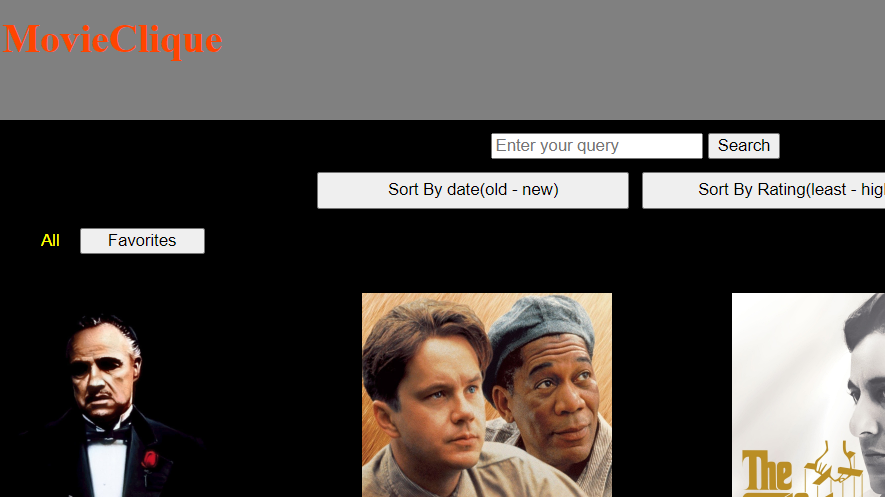 MovieClique
Enter your query Search
Sort By date(old - new) Sort By Rating(least - hig
All Favorites
The